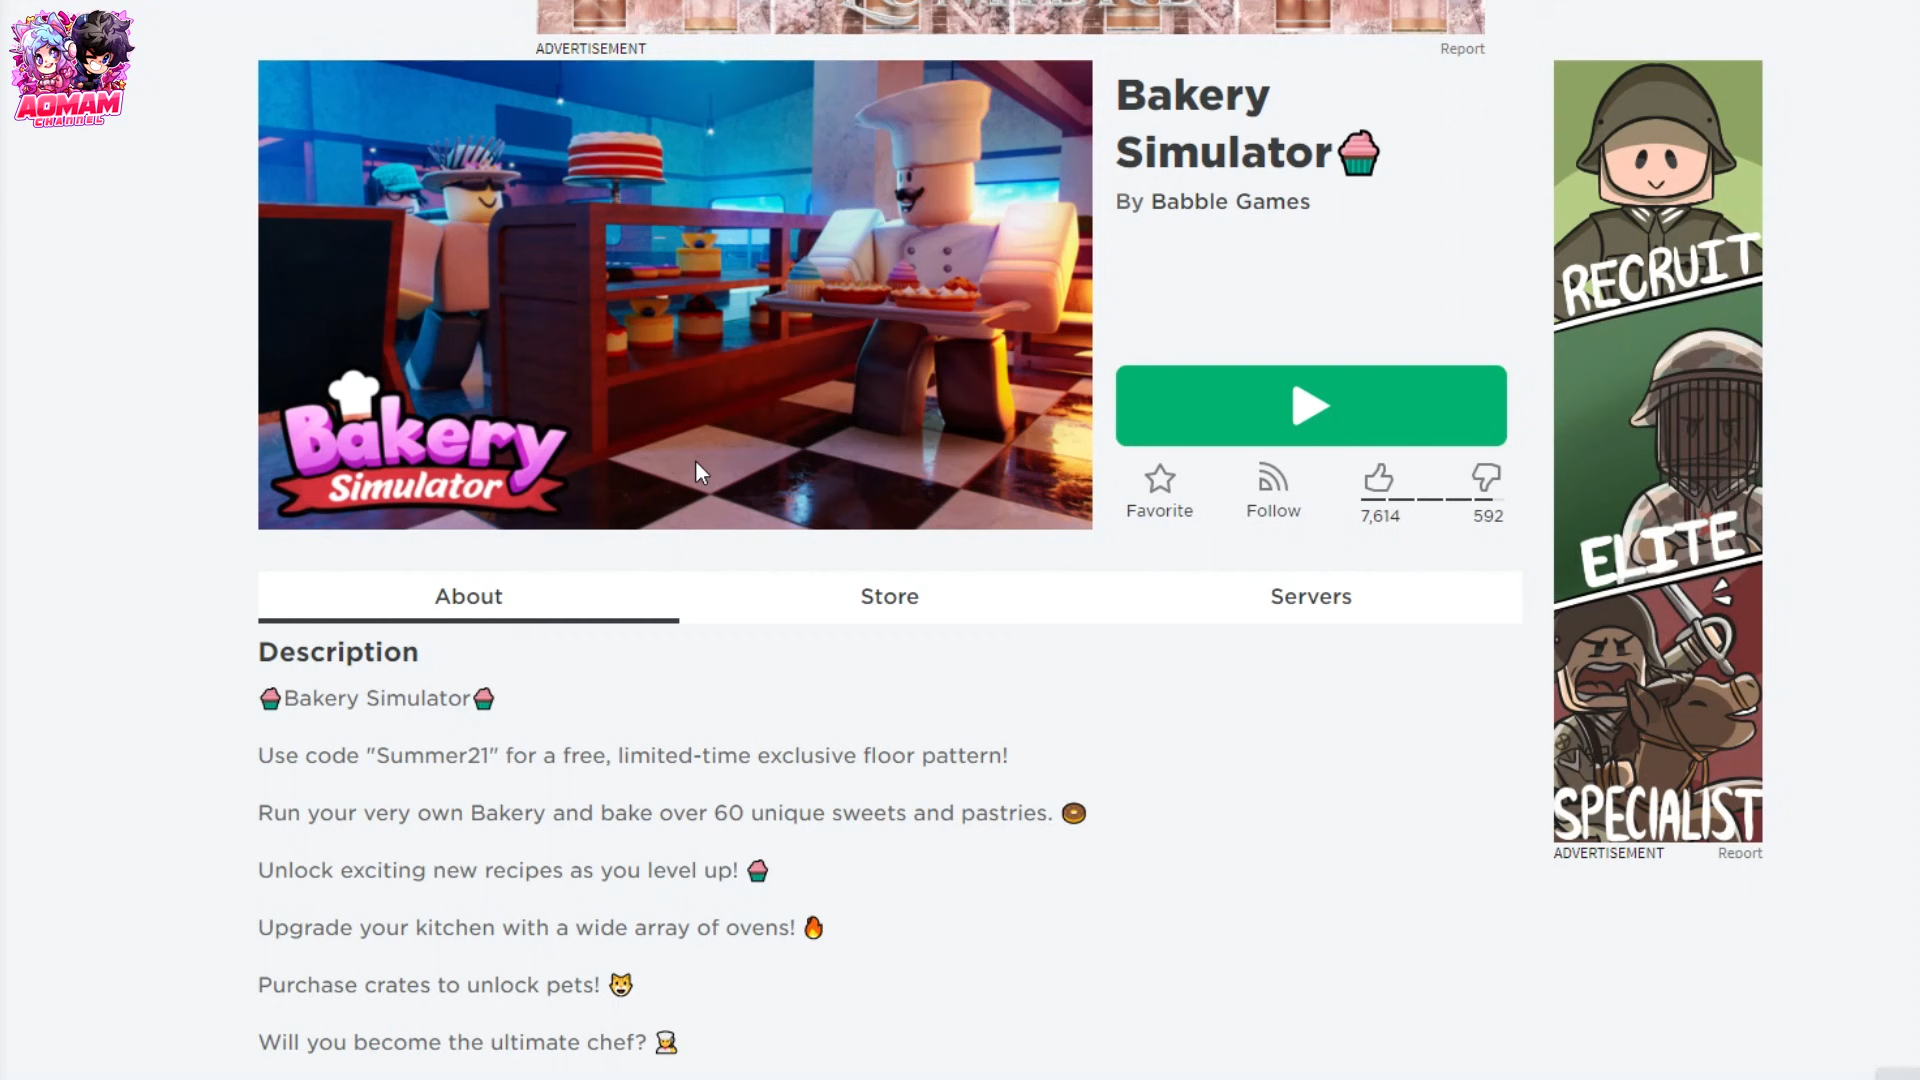 AOMAM
CHANNEL
ADVERTISEMENT
Report
Bakery
Simulator
Bakery
Simulator🧁
By Babble Games
Favorite
Follow
7,614
592
RECRUIT
ELITE
SPECIALIST
ADVERTISEMENT
Report
About
Store
Servers
Description
🧁Bakery Simulator🧁
Use code "Summer21" for a free, limited-time exclusive floor pattern!
Run your very own Bakery and bake over 60 unique sweets and pastries. 🍩
Unlock exciting new recipes as you level up! 🧁
Upgrade your kitchen with a wide array of ovens! 🔥
Purchase crates to unlock pets! 😺
Will you become the ultimate chef? 👨‍🍳